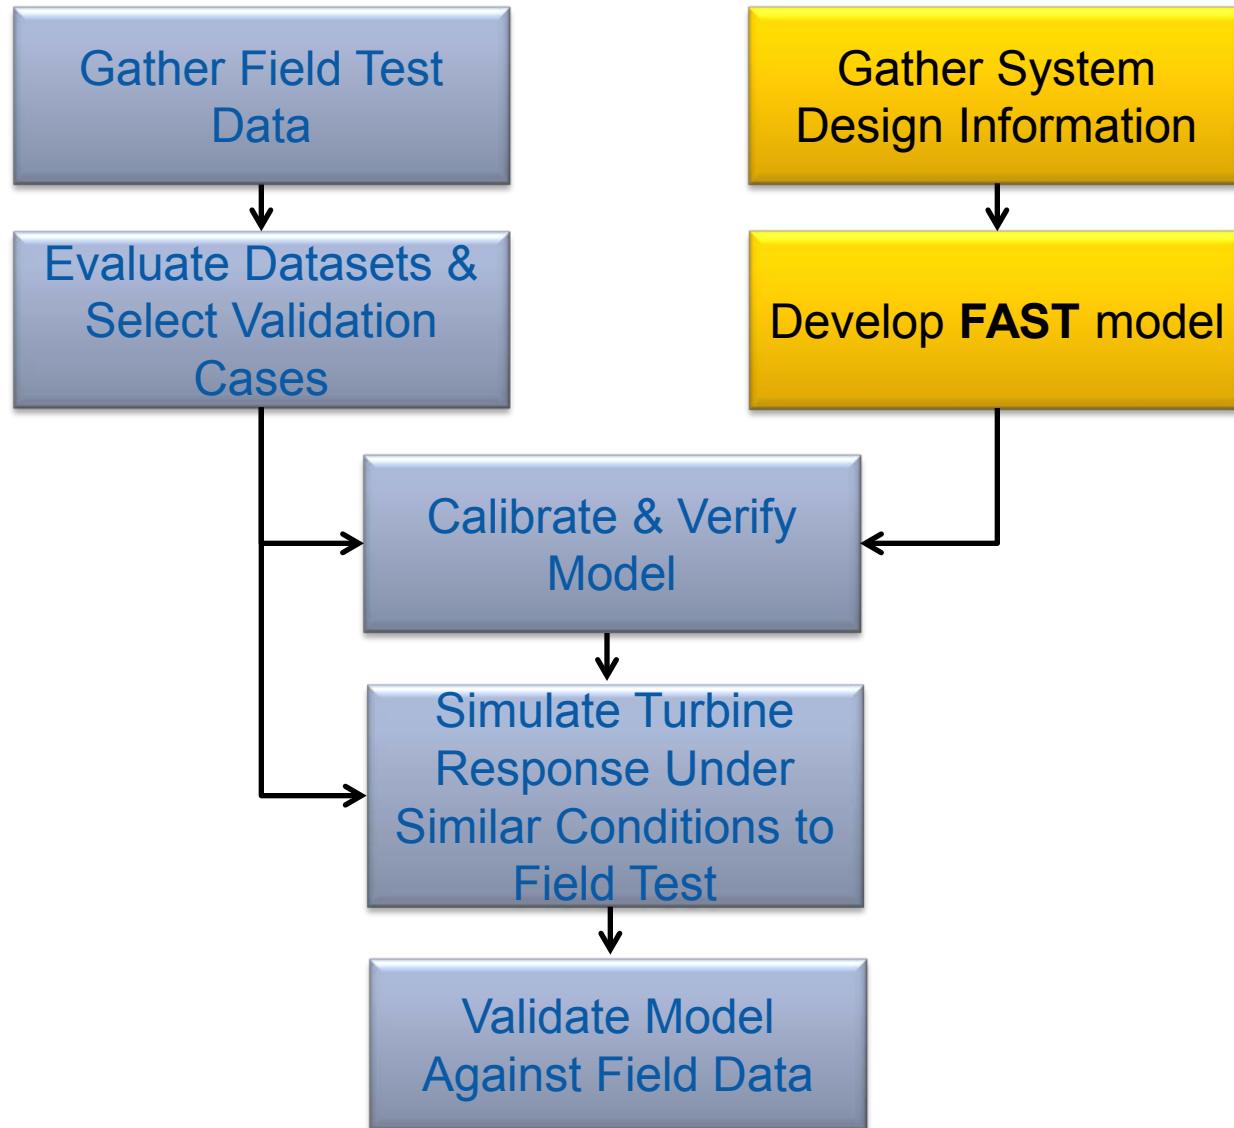 Gather Field Test
Data
Gather System
Design Information
Evaluate Datasets &
Select Validation
Cases
Develop FAST model
Calibrate & Verify
Model
Simulate Turbine
Response Under
Similar Conditions to
Field Test
Validate Model
Against Field Data